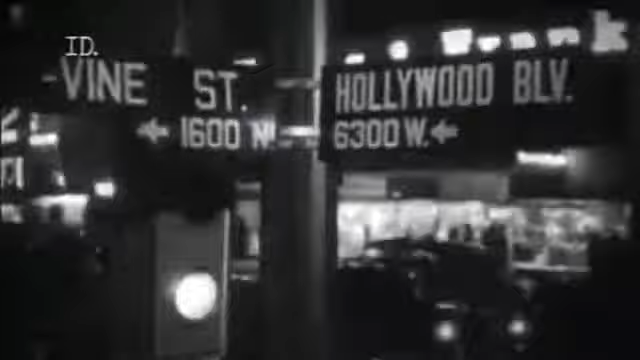 ID.
VINE ST.
1600 N
HOLLYWOOD BLV.
6300 W.